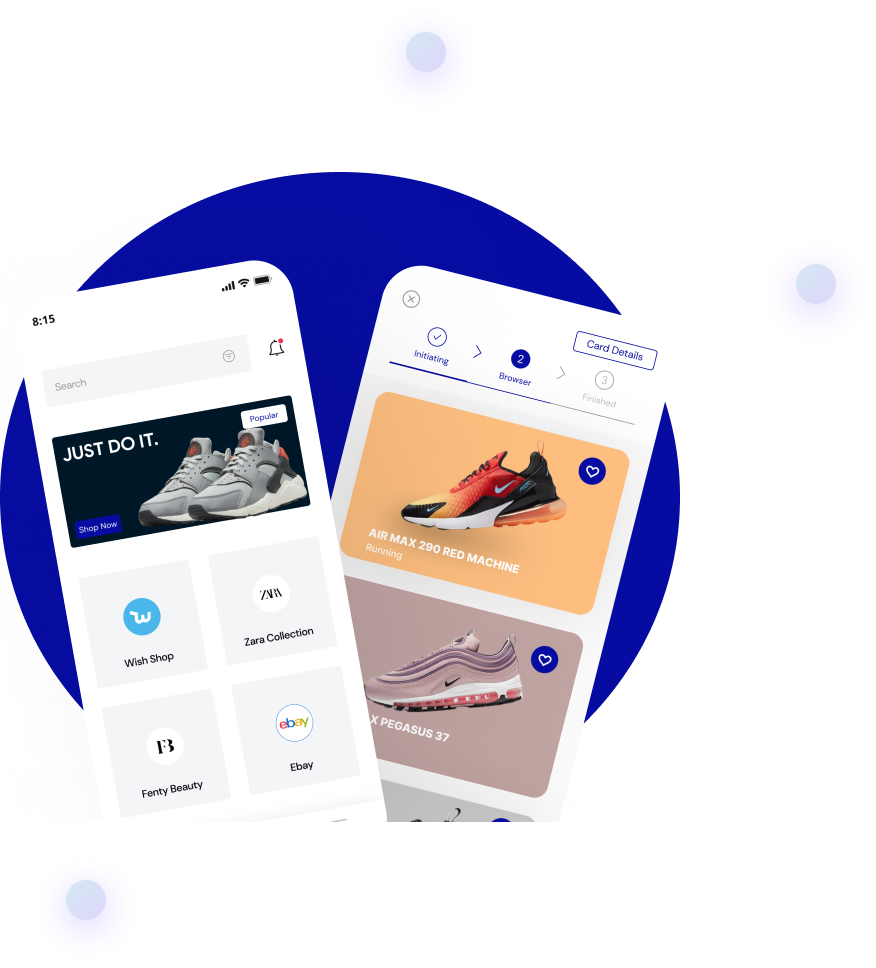 8:15
Search
Popular
JUST DO IT.
Shop Now
Wish Shop
ZARA
Zara Collection
FB
Fenty Beauty
ebay
Ebay
Card Details
Initiating
2
Browser
3
Finished
AIR MAX 290 RED MACHINE
Running
X PEGASUS 37